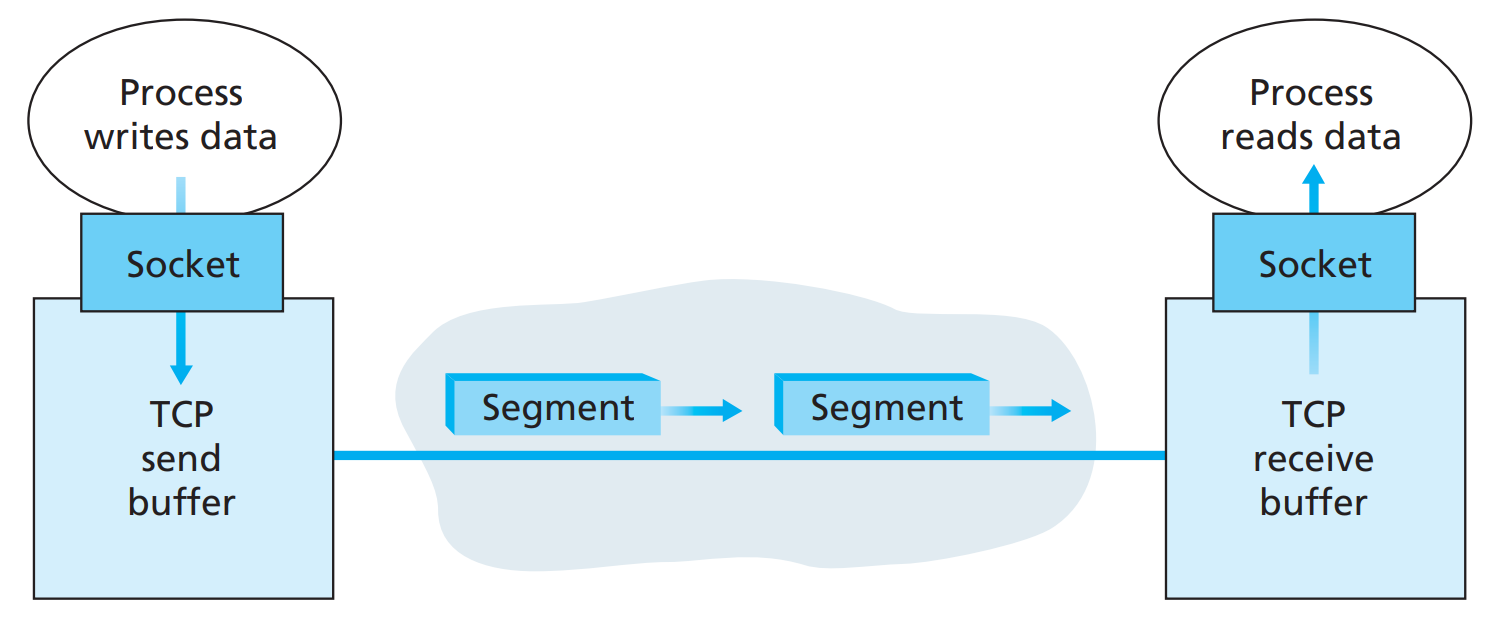 Process
writes data
Socket
TCP
send
buffer
Segment
Segment
Process
reads data
Socket
TCP
receive
buffer